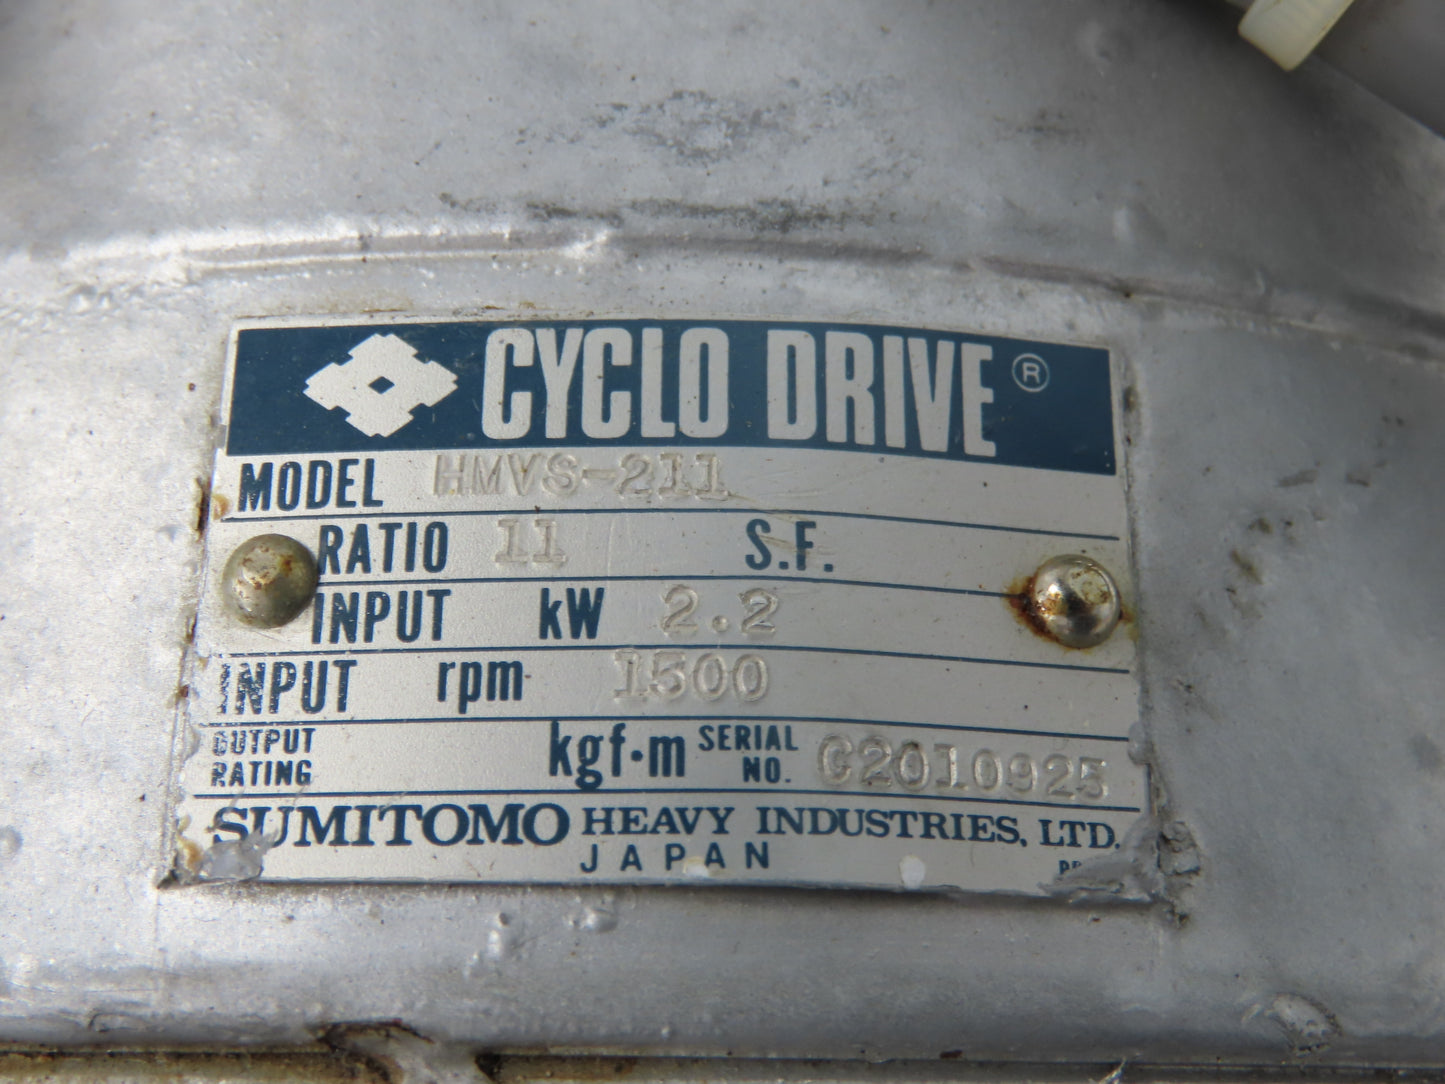 CYCLO DRIVE ®
MODEL HMVS-211
RATIO 11 S.F.
INPUT kW 2.2
INPUT rpm 1500
OUTPUT RATING kgf·m SERIAL NO. C2010925
SUMITOMO HEAVY INDUSTRIES, LTD.
JAPAN